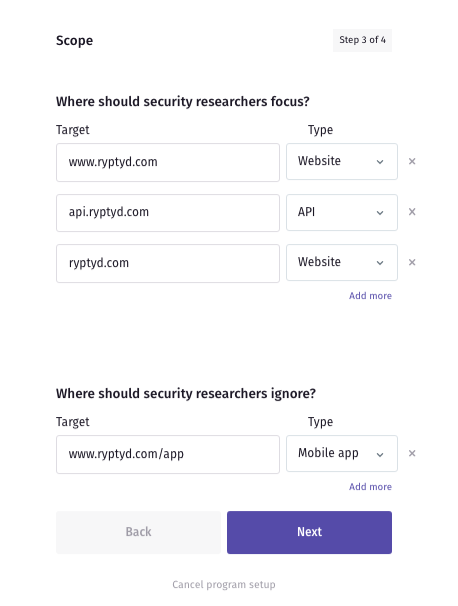 Scope
Step 3 of 4
Where should security researchers focus?
Target Type
www.ryptyd.com Website
api.ryptyd.com API
ryptyd.com Website
Add more
Where should security researchers ignore?
Target Type
www.ryptyd.com/app Mobile app
Add more
Back Next
Cancel program setup